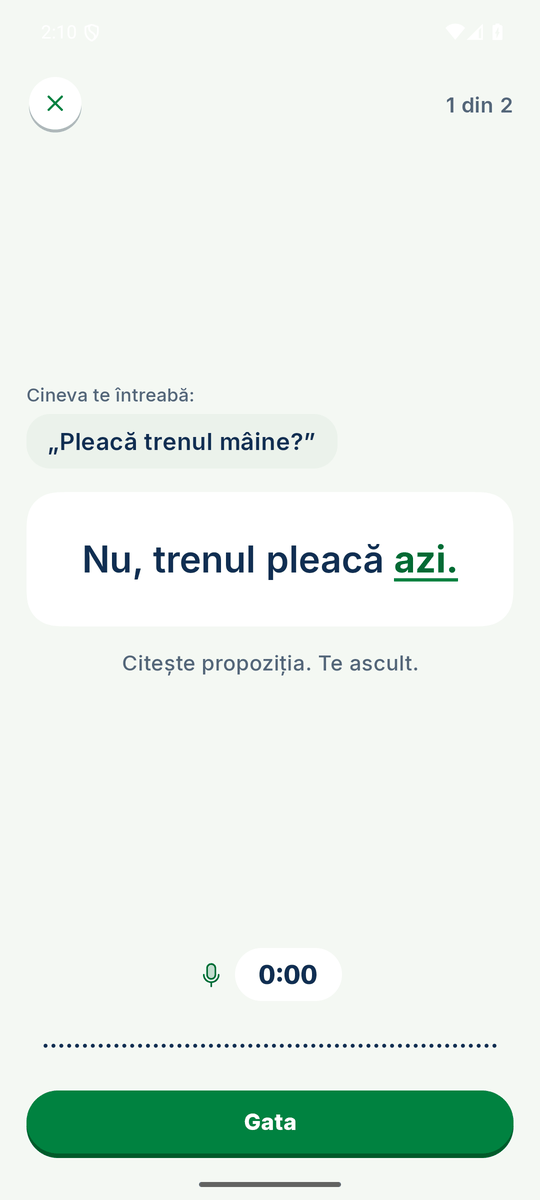 2:10
1 din 2
Cineva te întreabă:
„Pleacă trenul mâine?”
Nu, trenul pleacă azi.
Citește propoziția. Te ascult.
0:00
Gata